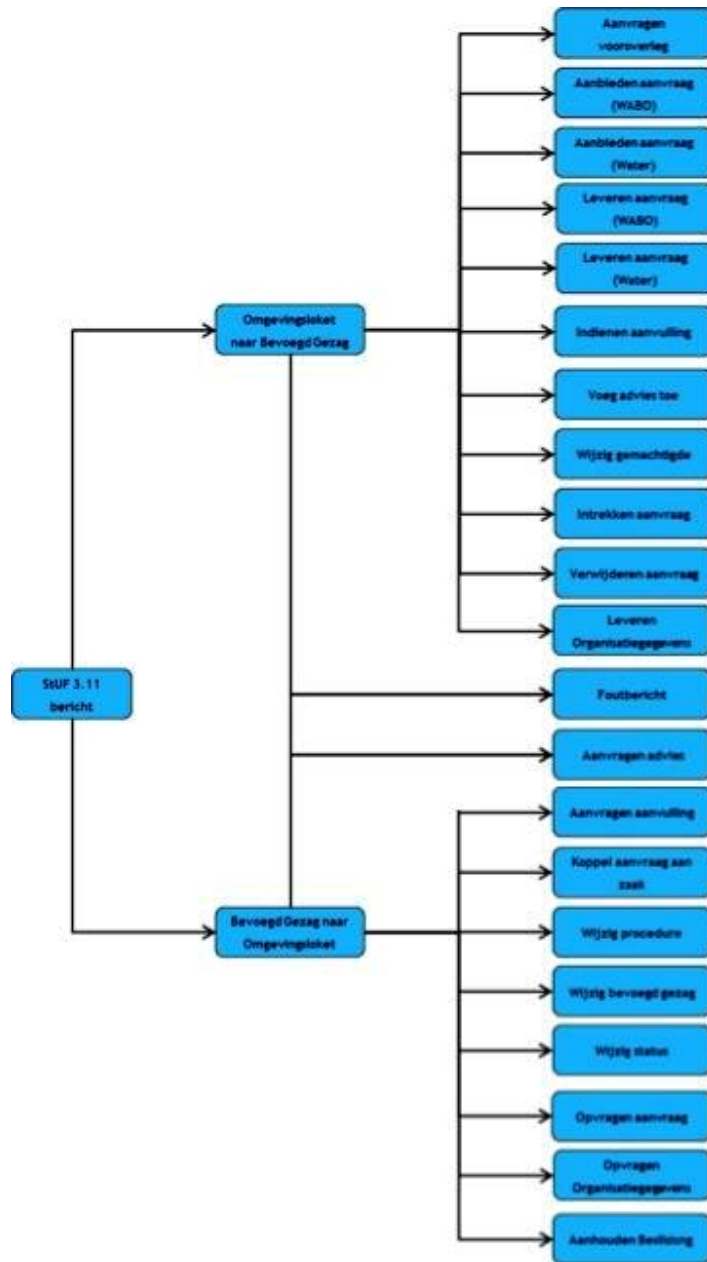 Aanvragen
vooroverleg
Aanbieden aanvraag
(WABO)
Aanbieden aanvraag
(Water)
Leveren aanvraag
(WABO)
Leveren aanvraag
(Water)
Omgevingsloket
naar Bevoegd Gezag
Indienen aanvulling
Voeg advies toe
Wijzig gemachtigde
Intrekken aanvraag
Verwijderen aanvraag
Leveren
Organisatiegegevens
StUF 3.11
bericht
Foutbericht
Aanvragen advies
Aanvragen aanvulling
Koppel aanvraag aan
zaak
Bevoegd Gezag naar
Omgevingsloket
Wijzig procedure
Wijzig bevoegd gezag
Wijzig status
Opvragen aanvraag
Opvragen
Organisatiegegevens
Aanhouden Beslissing